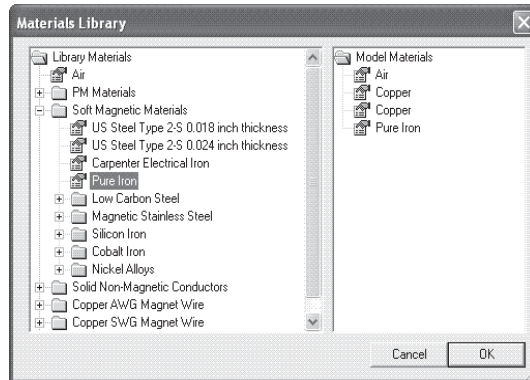 Materials Library
Library Materials
Air
PM Materials
Soft Magnetic Materials
US Steel Type 2-S 0.018 inch thickness
US Steel Type 2-S 0.024 inch thickness
Carpenter Electrical Iron
Pure Iron
Low Carbon Steel
Magnetic Stainless Steel
Silicon Iron
Cobalt Iron
Nickel Alloys
Solid Non-Magnetic Conductors
Copper AWG Magnet Wire
Copper SWG Magnet Wire
Model Materials
Air
Copper
Copper
Pure Iron
Cancel
OK